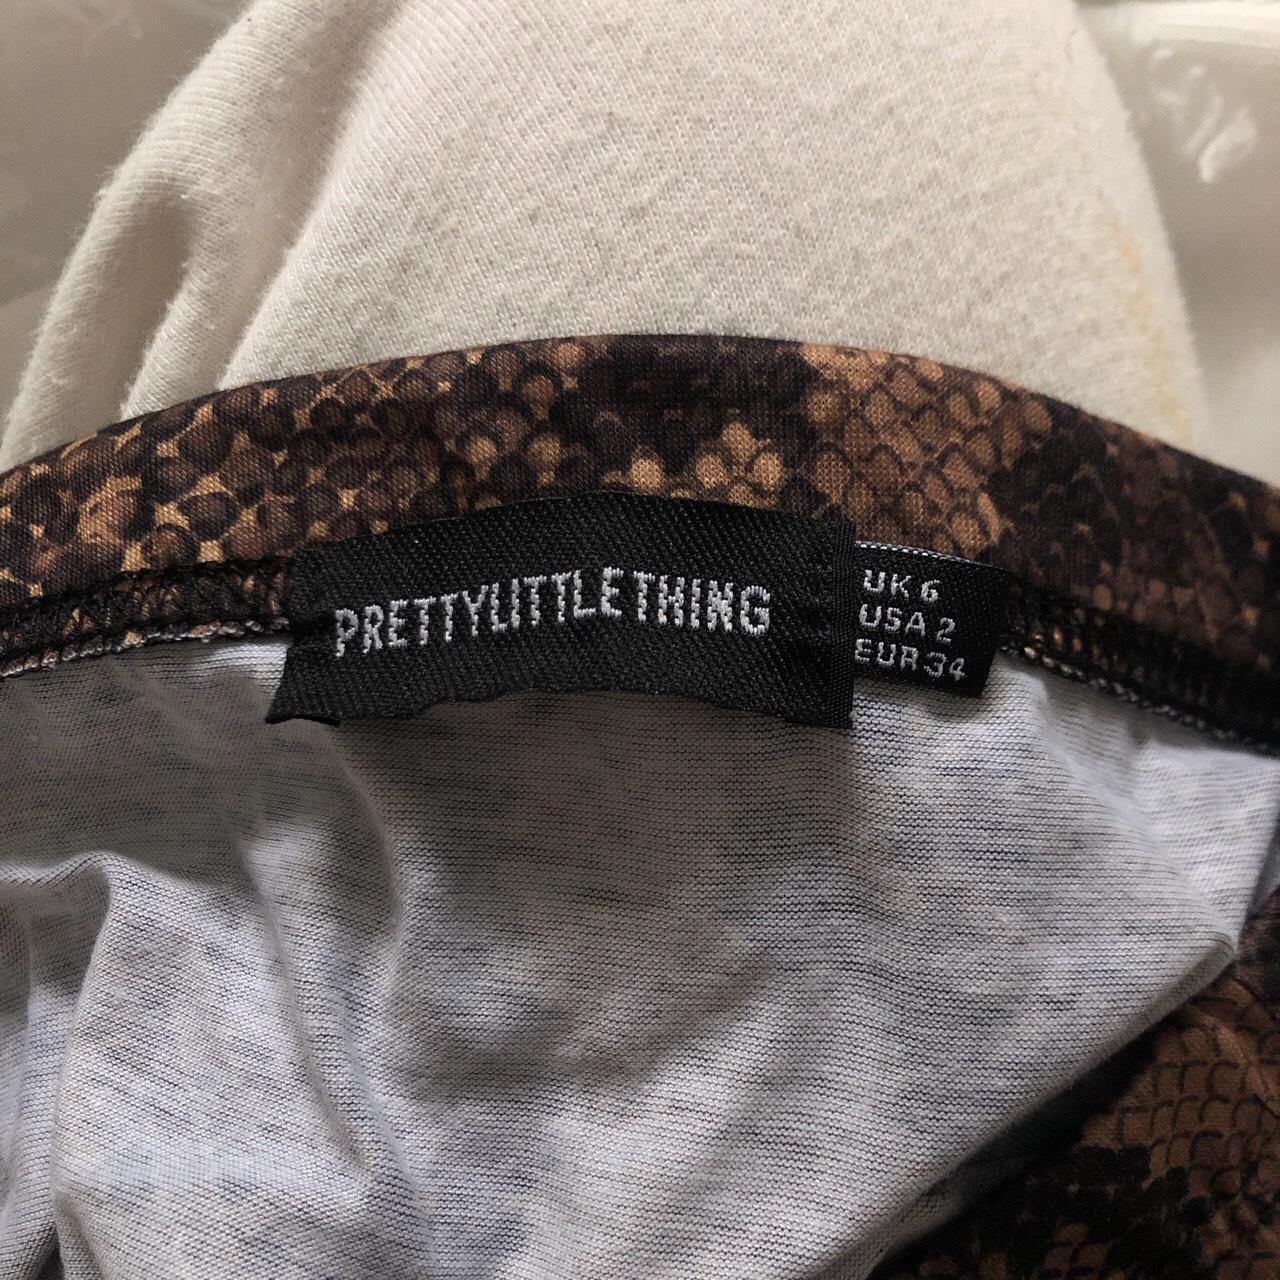 PRETTYLITTLETHING
UK 6
USA 2
EUR 34